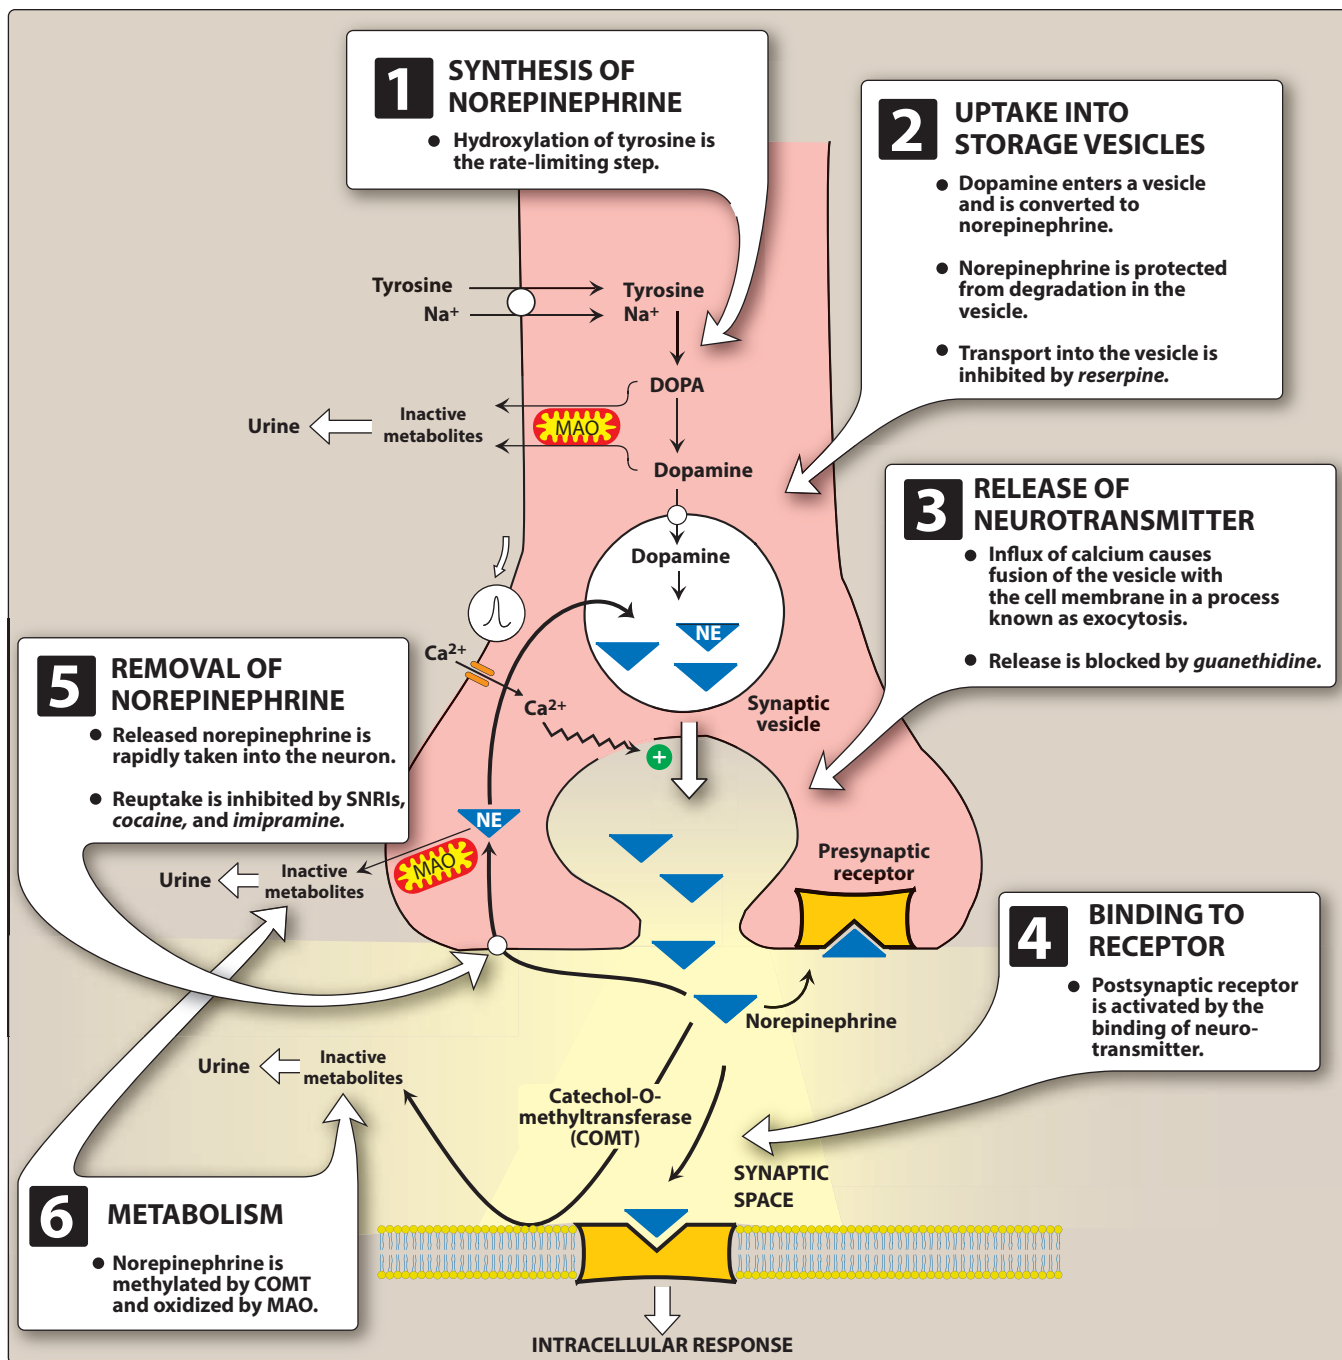 1
SYNTHESIS OF
NOREPINEPHRINE
• Hydroxylation of tyrosine is
the rate-limiting step.
2
UPTAKE INTO
STORAGE VESICLES
• Dopamine enters a vesicle
and is converted to
norepinephrine.
• Norepinephrine is protected
from degradation in the
vesicle.
• Transport into the vesicle is
inhibited by reserpine.
Tyrosine
Na+
Tyrosine
Na+
DOPA
MAO
Inactive
metabolites
Urine
Dopamine
Dopamine
NE
Synaptic
vesicle
3
RELEASE OF
NEUROTRANSMITTER
• Influx of calcium causes
fusion of the vesicle with
the cell membrane in a process
known as exocytosis.
• Release is blocked by guanethidine.
Ca2+
Ca2+
+
5
REMOVAL OF
NOREPINEPHRINE
• Released norepinephrine is
rapidly taken into the neuron.
• Reuptake is inhibited by SNRIs,
cocaine, and imipramine.
NE
MAO
Inactive
metabolites
Urine
Presynaptic
receptor
4
BINDING TO
RECEPTOR
• Postsynaptic receptor
is activated by the
binding of neuro-
transmitter.
Norepinephrine
Urine
Inactive
metabolites
Catechol-O-
methyltransferase
(COMT)
SYNAPTIC
SPACE
6
METABOLISM
• Norepinephrine is
methylated by COMT
and oxidized by MAO.
INTRACELLULAR RESPONSE